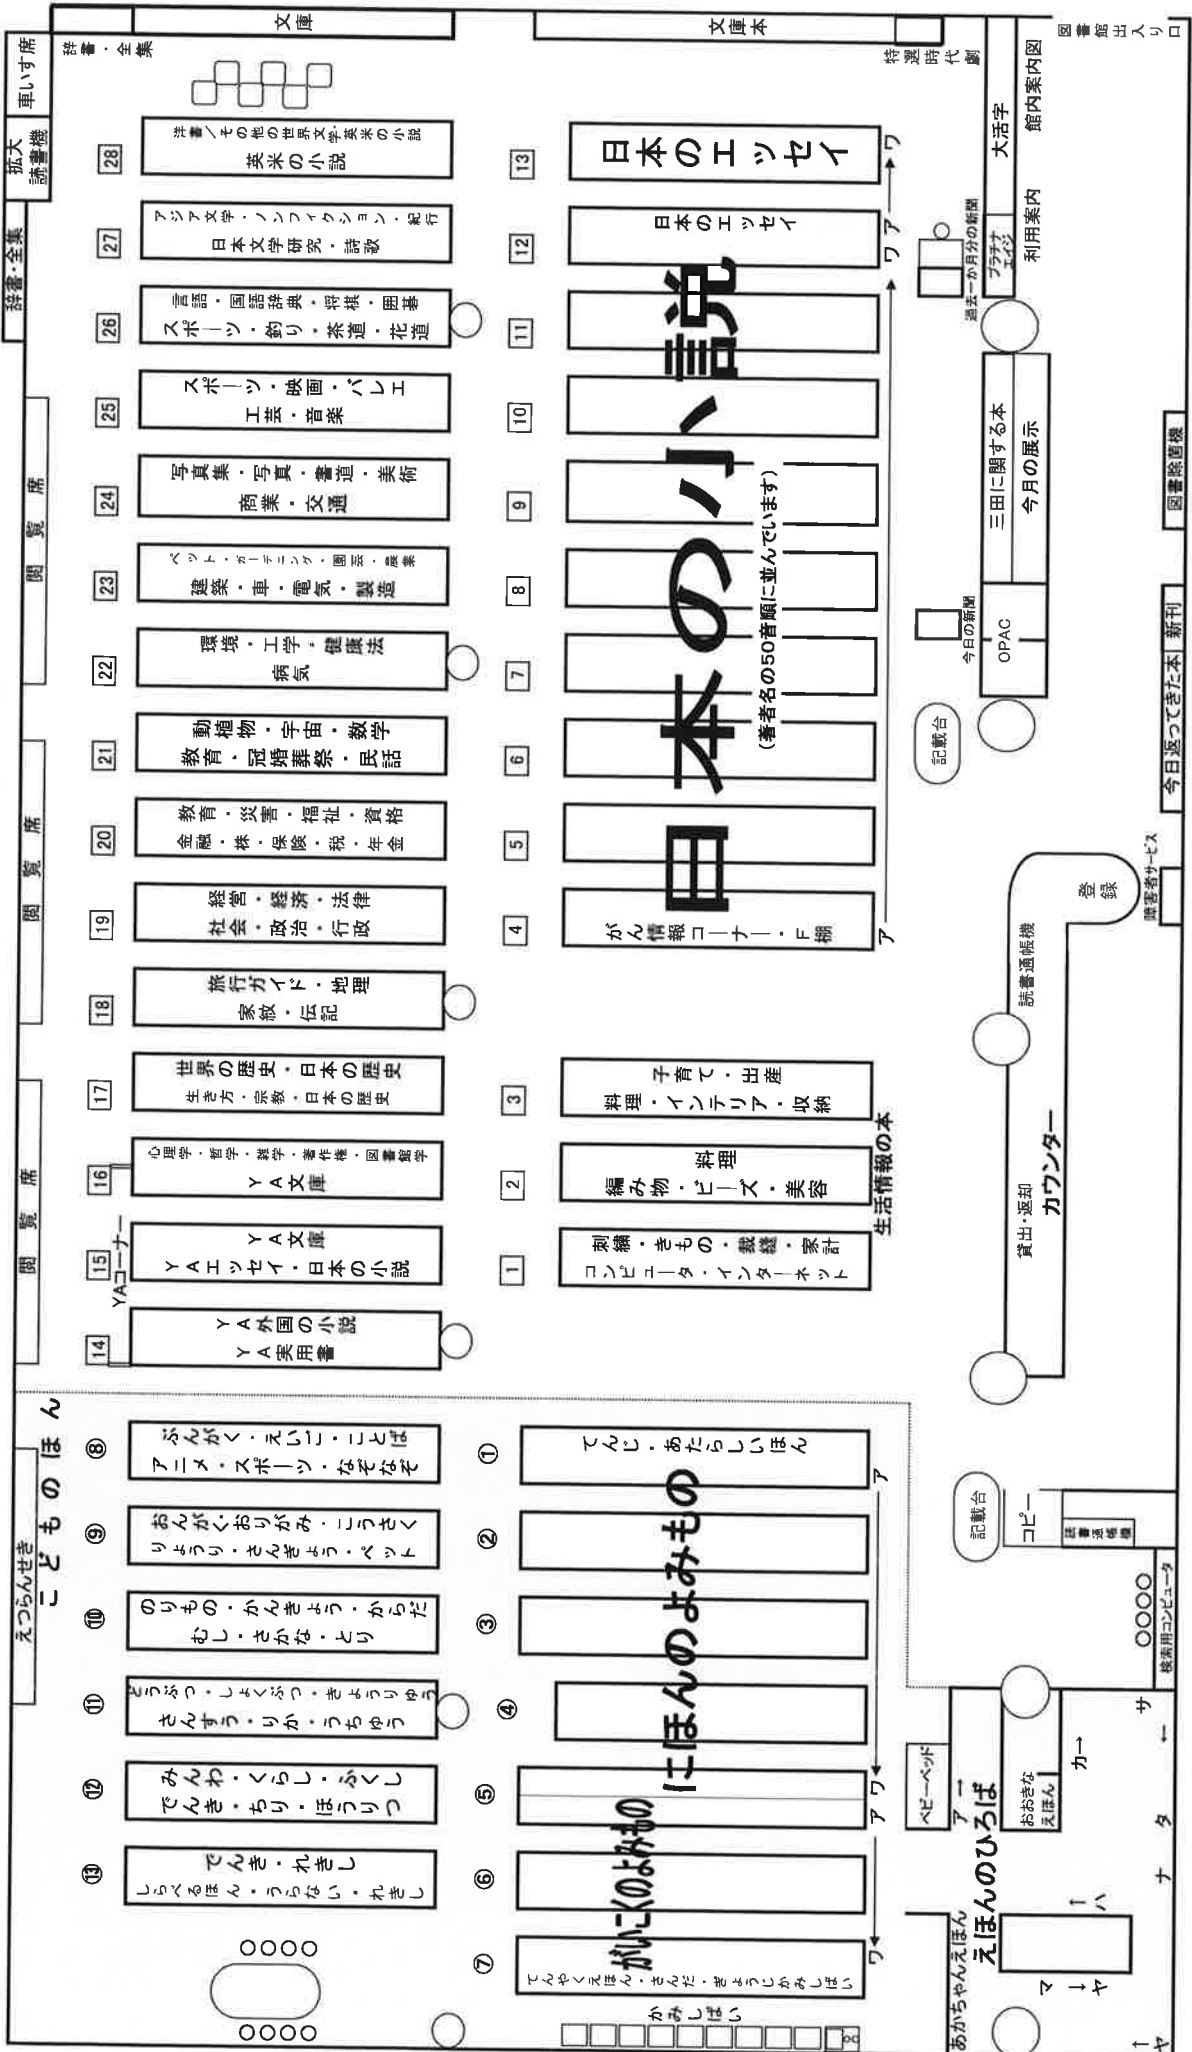 車いす席
拡大
読書機
辞書・全集
閲覧席
閲覧席
閲覧席
えつらんせき
こどものほん
辞書・全集
文庫
文庫本
特選時代劇
図書館出入り口
28
洋書/その他の世界文学・英米の小説
英米の小説
27
アジア文学・ノンフィクション・紀行
日本文学研究・詩歌
26
言語・国語辞典・将棋・囲碁
スポーツ・釣り・茶道・花道
25
スポーツ・映画・バレエ
工芸・音楽
24
写真集・写真・書道・美術
商業・交通
23
ペット・ガーデニング・園芸・農業
建築・車・電気・製造
22
環境・工学・健康法
病気
21
動植物・宇宙・数学
教育・冠婚葬祭・民話
20
教育・災害・福祉・資格
金融・株・保険・税・年金
19
経営・経済・法律
社会・政治・行政
18
旅行ガイド・地理
家紋・伝記
17
世界の歴史・日本の歴史
生き方・宗教・日本の歴史
16
心理学・哲学・雑学・著作権・図書館学
YA文庫
YAコーナー
15
YA文庫
YAエッセイ・日本の小説
14
YA外国の小説
YA実用書
13
日本のエッセイ
ワ
12
日本のエッセイ
ア
ワ
11
10
9
8
7
6
5
日本の小説
(著者名の50音順に並んでいます)
4
がん情報コーナー・F棚
ア
3
子育て・出産
料理・インテリア・収納
2
料理
編み物・ビーズ・美容
1
刺繍・きもの・裁縫・家計
コンピュータ・インターネット
生活情報の本
館内案内図
大活字
利用案内
プラチナ
エイジ
過去一か月分の新聞
三田に関する本
今月の展示
今日の新聞
OPAC
記載台
図書除菌機
新刊
今日返ってきた本
障害者サービス
登録
読書通帳機
貸出・返却
カウンター
⑧
ぶんがく・えいご・ことば
アニメ・スポーツ・なぞなぞ
⑨
おんがく・おりがみ・こうさく
りょうり・さんぎょう・ペット
⑩
のりもの・かんきょう・からだ
むし・さかな・とり
⑪
どうぶつ・しょくぶつ・きょうりゅう
さんすう・りか・うちゅう
⑫
みんわ・くらし・ふくし
でんき・ちり・ほうりつ
⑬
でんき・れきし
しらべるほん・うらない・れきし
①
てんじ・あたらしいほん
ア
②
③
④
にほんのよみもの
⑤
ワ
ア
⑥
がいこくのよみもの
⑦
ワ
てんやくえほん・さんだ・きょうじかみしばい
かみしばい
記載台
コピー
読書通帳機
検索用コンピュータ
ベビーベッド
ア→
えほんのひろば
おおきな
えほん
カ→
サ
←
タ
ナ
↑
ハ
マ
↓
ヤ
あかちゃんえほん
↑
ヤ